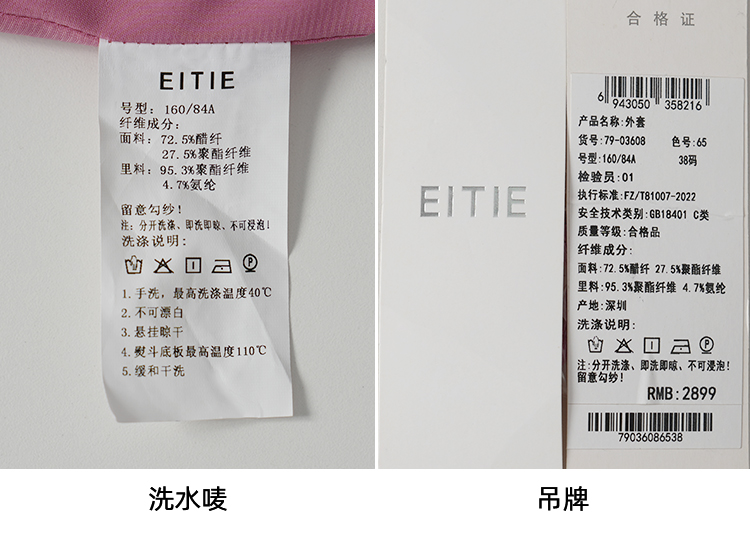 EITIE
号型：160/84A
纤维成分：
面料：72.5%醋纤
27.5%聚酯纤维
里料：95.3%聚酯纤维
4.7%氨纶
留意勾纱！
注：分开洗涤、即洗即晾、不可浸泡！
洗涤说明：
P
1.手洗，最高洗涤温度40℃
2.不可漂白
3.悬挂晾干
4.熨斗底板最高温度110℃
5.缓和干洗
洗水唛
EITIE
合格证
6 943050 358216
产品名称:外套
货号:79-03608 色号:65
号型:160/84A 38码
检验员:01
执行标准:FZ/T81007-2022
安全技术类别:GB18401 C类
质量等级:合格品
纤维成分:
面料:72.5%醋纤 27.5%聚酯纤维
里料:95.3%聚酯纤维 4.7%氨纶
产地:深圳
洗涤说明:
P
注:分开洗涤、即洗即晾、不可浸泡!
留意勾纱!
RMB:2899
79036086538
吊牌